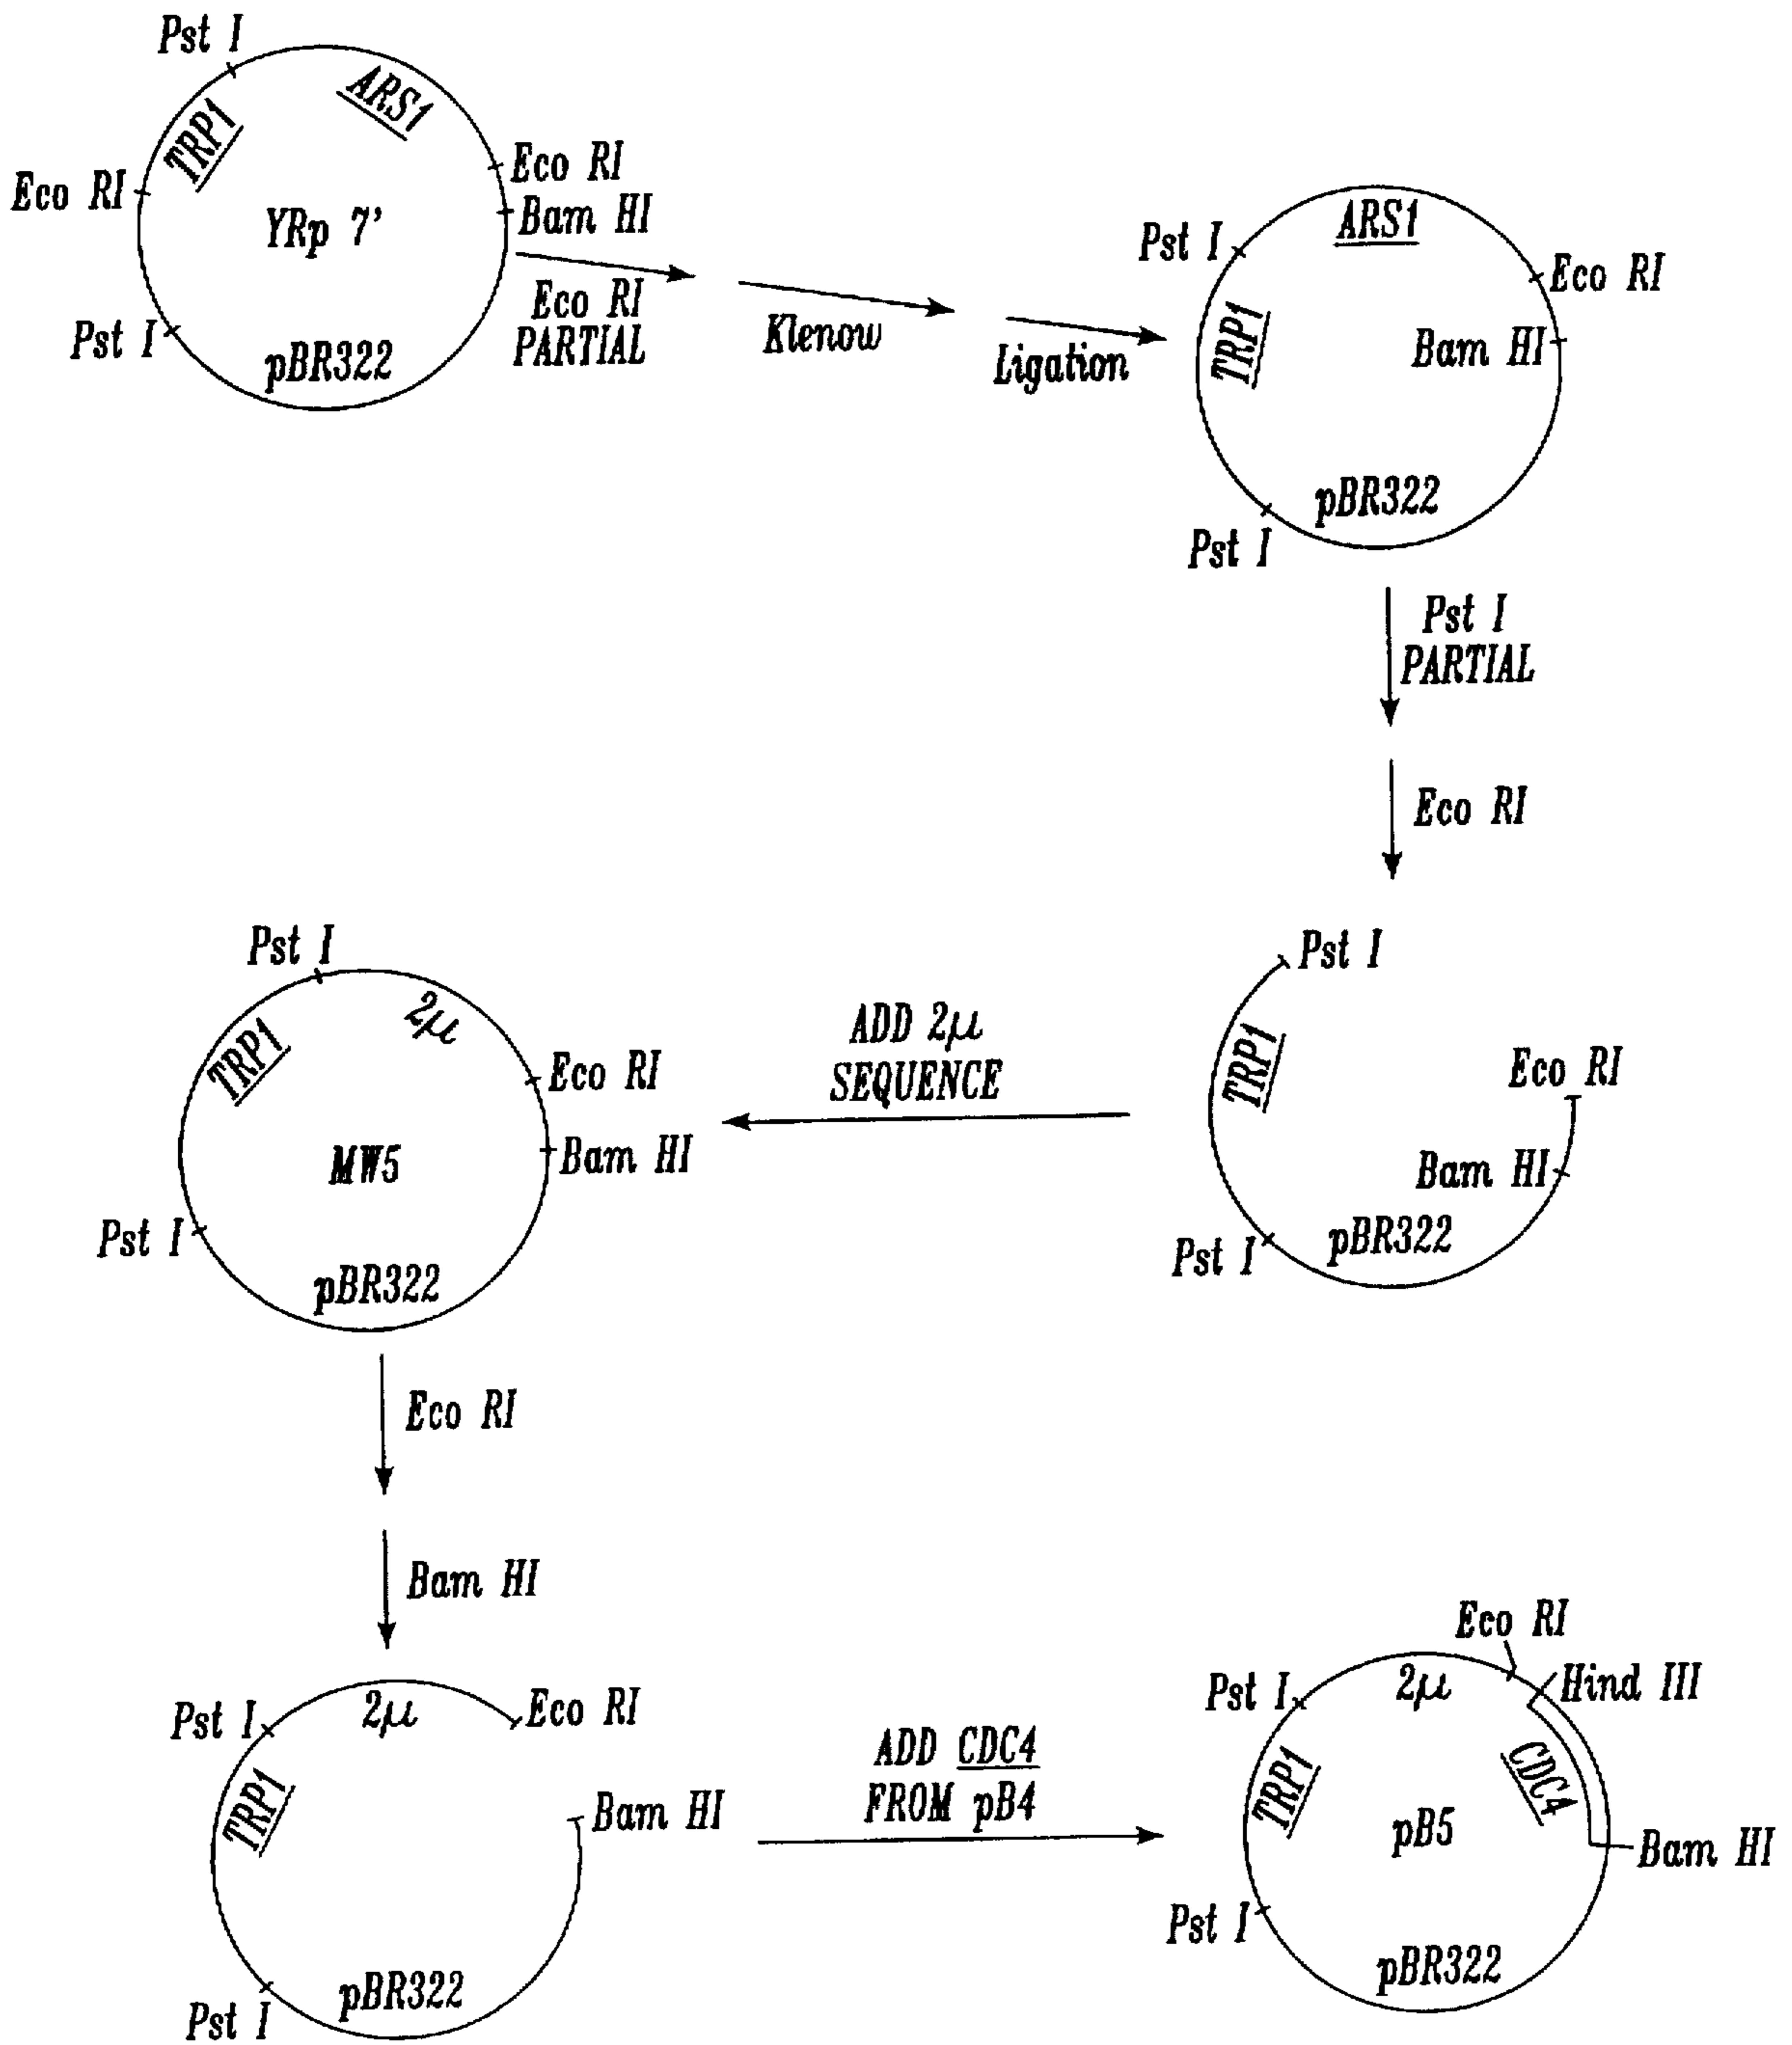 Pst I
ARS1
TRP1
Eco RI
Eco RI
Bam HI
YRp 7'
Pst I
pBR322
Eco RI
PARTIAL
Klenow
Ligation
Pst I
ARS1
Eco RI
TRP1
Bam HI
pBR322
Pst I
Pst I
PARTIAL
Eco RI
Pst I
TRP1
Eco RI
Bam HI
pBR322
Pst I
ADD 2μ
SEQUENCE
Pst I
2μ
TRP1
Eco RI
Bam HI
MW5
Pst I
pBR322
Eco RI
Bam HI
Pst I
2μ
Eco RI
TRP1
Bam HI
pBR322
Pst I
ADD CDC4
FROM pB4
Eco RI
Pst I
2μ
Hind III
TRP1
CDC4
pB5
Bam HI
Pst I
pBR322